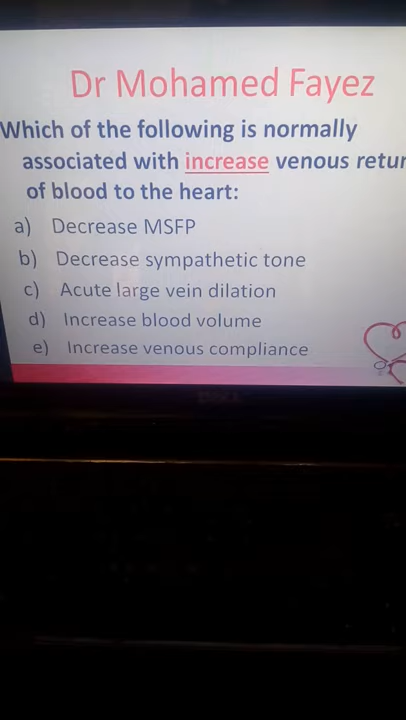 Dr Mohamed Fayez
Which of the following is normally
associated with increase venous retur
of blood to the heart:
a) Decrease MSFP
b) Decrease sympathetic tone
c) Acute large vein dilation
d) Increase blood volume
e) Increase venous compliance
DELL